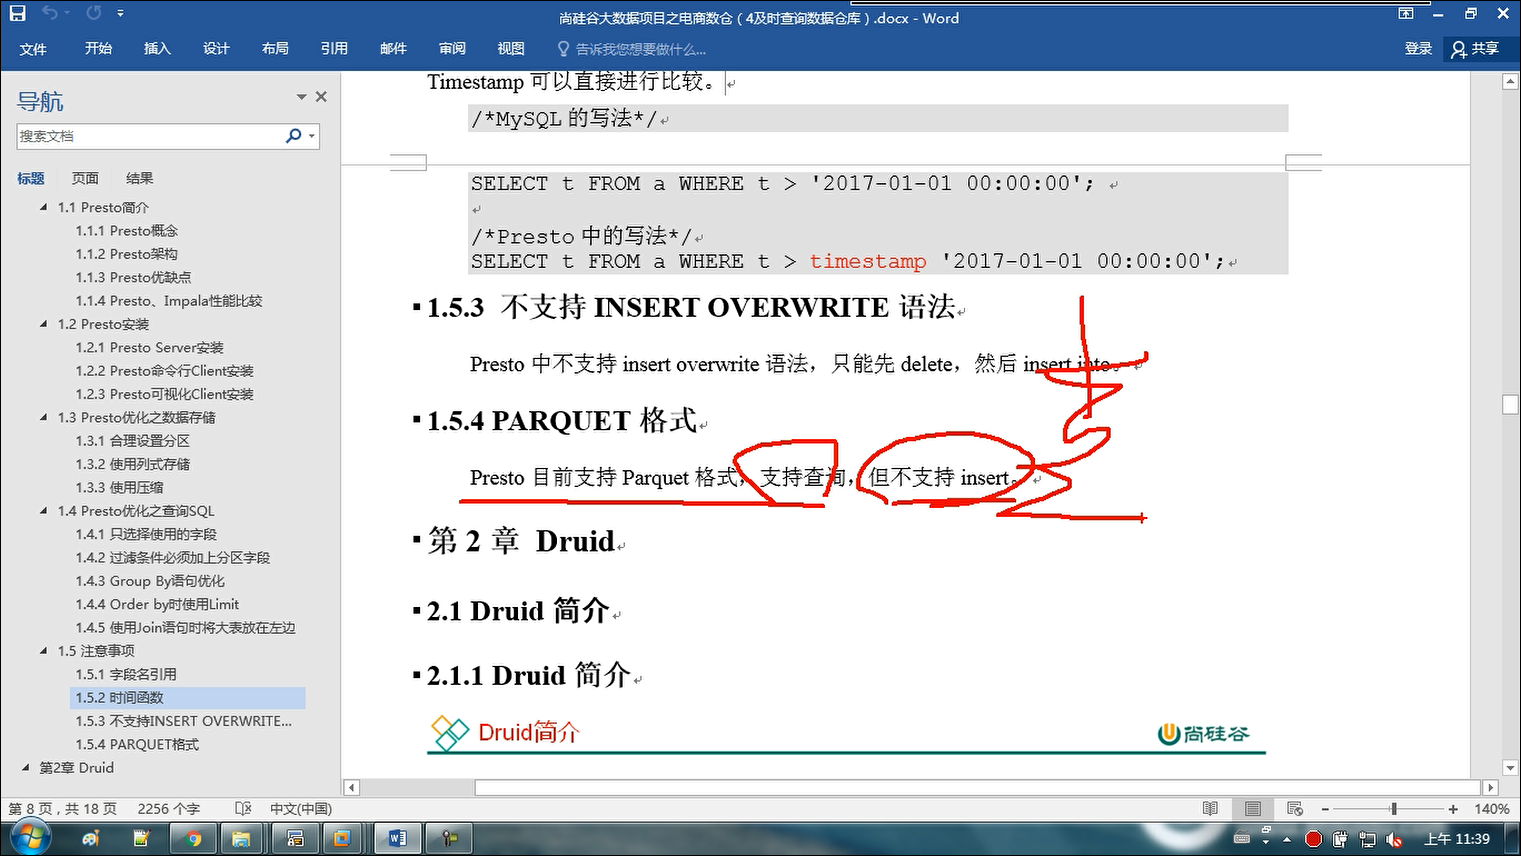 尚硅谷大数据项目之电商数仓（4及时查询数据仓库）.docx - Word
文件 开始 插入 设计 布局 引用 邮件 审阅 视图 告诉我您想要做什么... 登录 共享
导航
搜索文档
标题 页面 结果
1.1 Presto简介
1.1.1 Presto概念
1.1.2 Presto架构
1.1.3 Presto优缺点
1.1.4 Presto、Impala性能比较
1.2 Presto安装
1.2.1 Presto Server安装
1.2.2 Presto命令行Client安装
1.2.3 Presto可视化Client安装
1.3 Presto优化之数据存储
1.3.1 合理设置分区
1.3.2 使用列式存储
1.3.3 使用压缩
1.4 Presto优化之查询SQL
1.4.1 只选择使用的字段
1.4.2 过滤条件必须加上分区字段
1.4.3 Group By语句优化
1.4.4 Order by时使用Limit
1.4.5 使用Join语句时将大表放在左边
1.5 注意事项
1.5.1 字段名引用
1.5.2 时间函数
1.5.3 不支持INSERT OVERWRITE...
1.5.4 PARQUET格式
第2章 Druid
Timestamp 可以直接进行比较。
/*MySQL 的写法*/
SELECT t FROM a WHERE t > '2017-01-01 00:00:00';
/*Presto 中的写法*/
SELECT t FROM a WHERE t > timestamp '2017-01-01 00:00:00';
1.5.3 不支持 INSERT OVERWRITE 语法
Presto 中不支持 insert overwrite 语法，只能先 delete，然后 insert into。
1.5.4 PARQUET 格式
Presto 目前支持 Parquet 格式，支持查询，但不支持 insert。
第 2 章 Druid
2.1 Druid 简介
2.1.1 Druid 简介
Druid简介
尚硅谷
第 8 页，共 18 页 2256 个字 中文(中国) 140%
上午 11:39